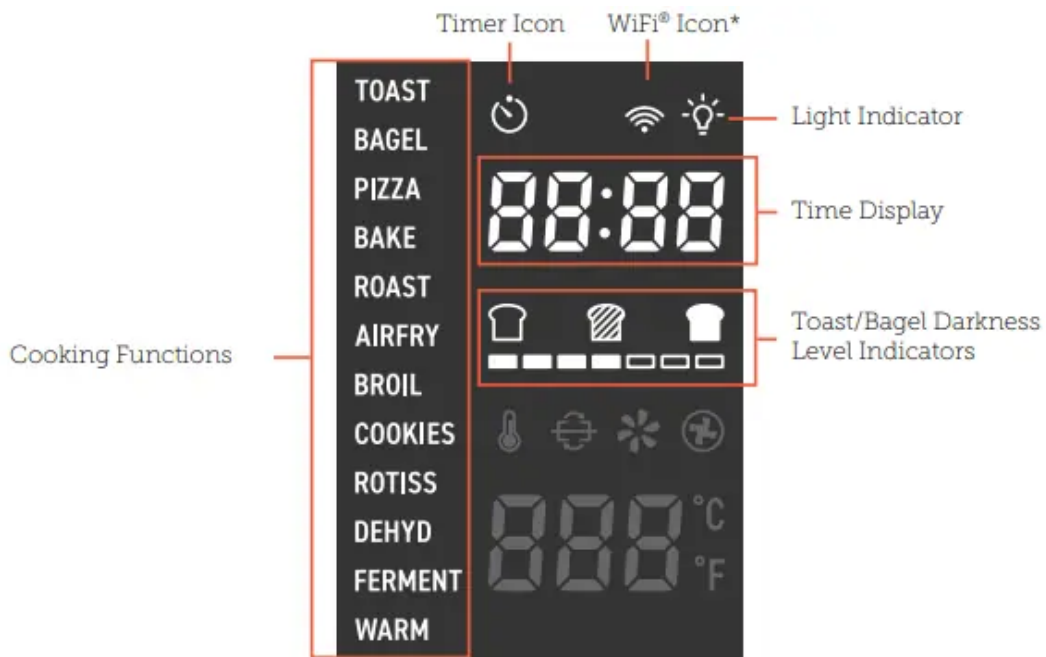 Timer Icon
WiFi® Icon*
TOAST
BAGEL
PIZZA
BAKE
ROAST
AIRFRY
BROIL
COOKIES
ROTISS
DEHYD
FERMENT
WARM
Cooking Functions
Light Indicator
88:88
Time Display
Toast/Bagel Darkness
Level Indicators
888
°C
°F